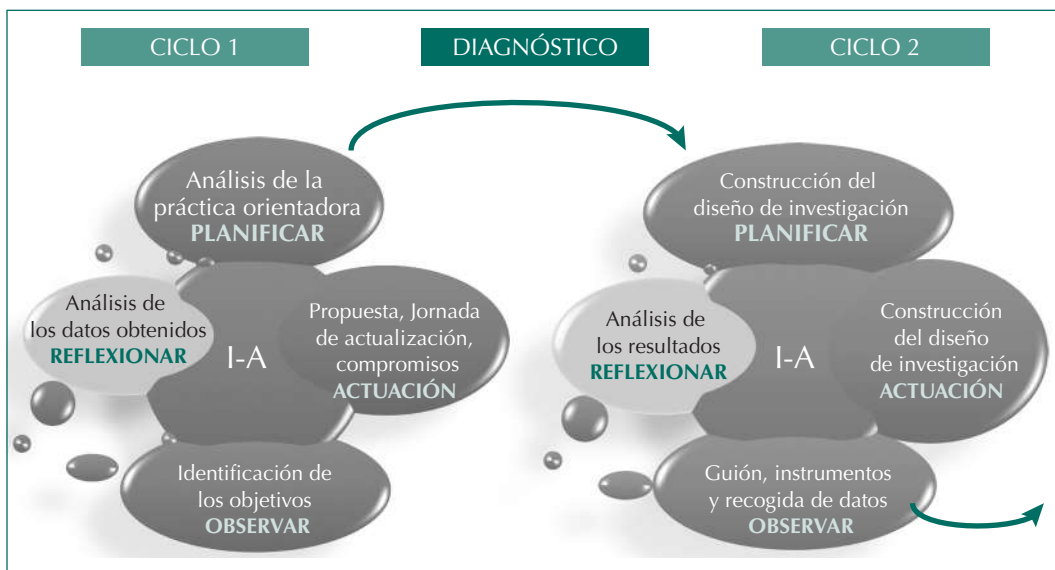 CICLO 1
DIAGNÓSTICO
CICLO 2
Análisis de la
práctica orientadora
PLANIFICAR
Análisis de
los datos obtenidos
REFLEXIONAR
I-A
Propuesta, Jornada
de actualización,
compromisos
ACTUACIÓN
Identificación de
los objetivos
OBSERVAR
Construcción del
diseño de investigación
PLANIFICAR
Análisis de
los resultados
REFLEXIONAR
I-A
Construcción
del diseño
de investigación
ACTUACIÓN
Guión, instrumentos
y recogida de datos
OBSERVAR